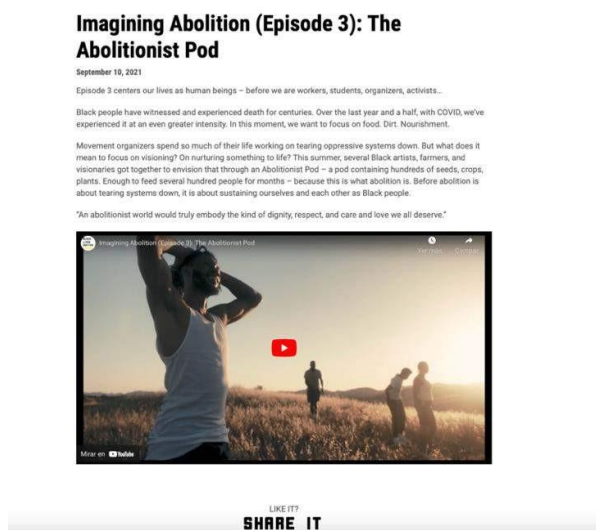 Imagining Abolition (Episode 3): The
Abolitionist Pod
September 10, 2021
Episode 3 centers our lives as human beings – before we are workers, students, organizers, activists…
Black people have witnessed and experienced death for centuries. Over the last year and a half, with COVID, we've
experienced it at an even greater intensity. In this moment, we want to focus on food. Dirt. Nourishment.
Movement organizers spend so much of their life working on tearing oppressive systems down. But what does it
mean to focus on visioning? On nurturing something to life? This summer, several Black artists, farmers, and
visionaries got together to envision that through an Abolitionist Pod – a pod containing hundreds of seeds, crops,
plants. Enough to feed several hundred people for months – because this is what abolition is. Before abolition is
about tearing systems down, it is about sustaining ourselves and each other as Black people.
"An abolitionist world would truly embody the kind of dignity, respect, and care and love we all deserve."
Imagining Abolition (Episode 3): The Abolitionist Pod
Mirar en YouTube
LIKE IT?
SHARE IT